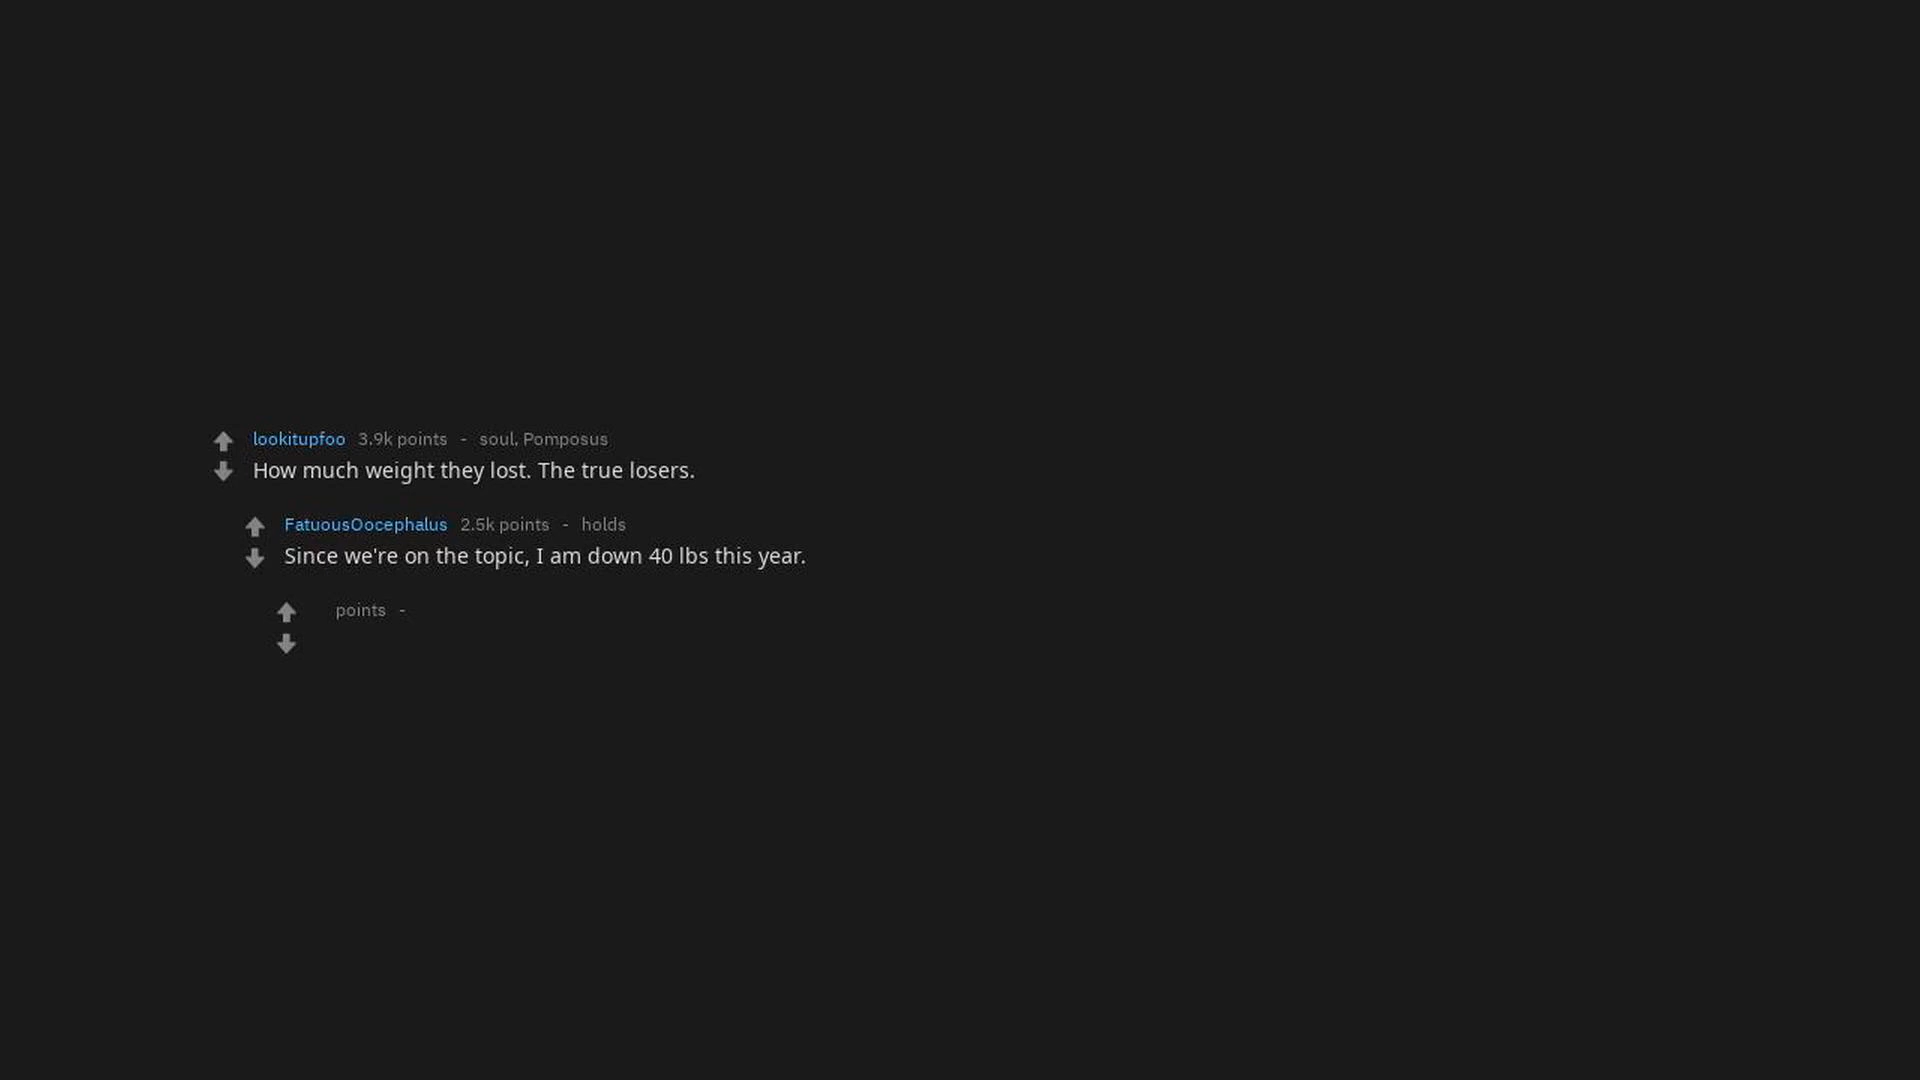 lookitupfoo 3.9k points - soul, Pomposus
How much weight they lost. The true losers.
FatuousOocephalus 2.5k points - holds
Since we're on the topic, I am down 40 lbs this year.
points -